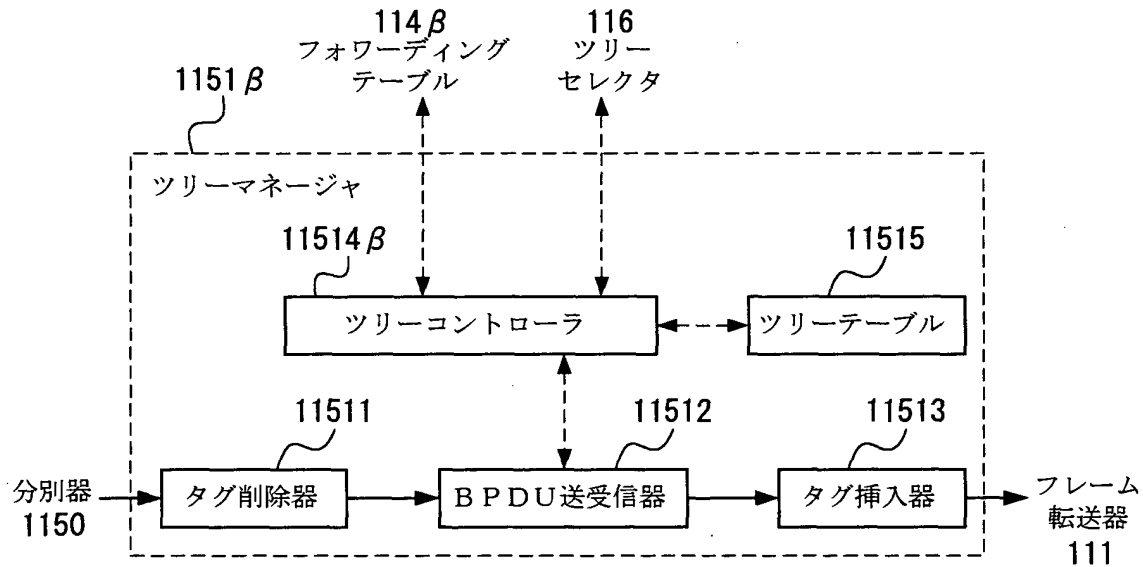 114β
フォワーディング
テーブル
116
ツリー
セレクタ
1151β
ツリーマネージャ
11514β
ツリーコントローラ
11515
ツリーテーブル
11511
タグ削除器
11512
ＢＰＤＵ送受信器
11513
タグ挿入器
分別器
1150
フレーム
転送器
111